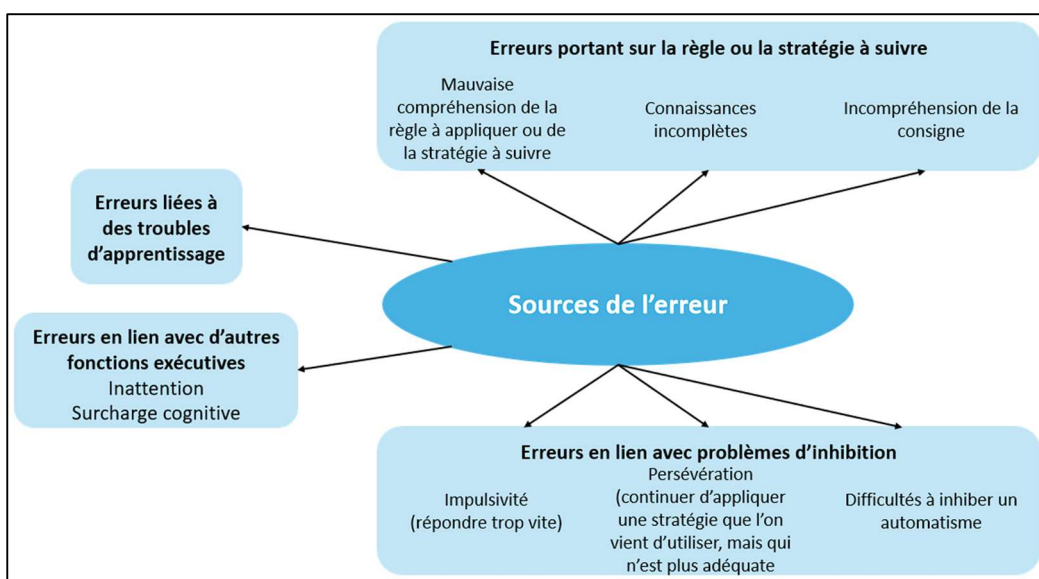 Erreurs portant sur la règle ou la stratégie à suivre
Mauvaise
compréhension de la
règle à appliquer ou de
la stratégie à suivre
Connaissances
incomplètes
Incompréhension de la
consigne
Erreurs liées à
des troubles
d’apprentissage
Sources de l’erreur
Erreurs en lien avec d’autres
fonctions exécutives
Inattention
Surcharge cognitive
Erreurs en lien avec problèmes d’inhibition
Impulsivité
(répondre trop vite)
Persévération
(continuer d’appliquer
une stratégie que l’on
vient d’utiliser, mais qui
n’est plus adéquate
Difficultés à inhiber un
automatisme